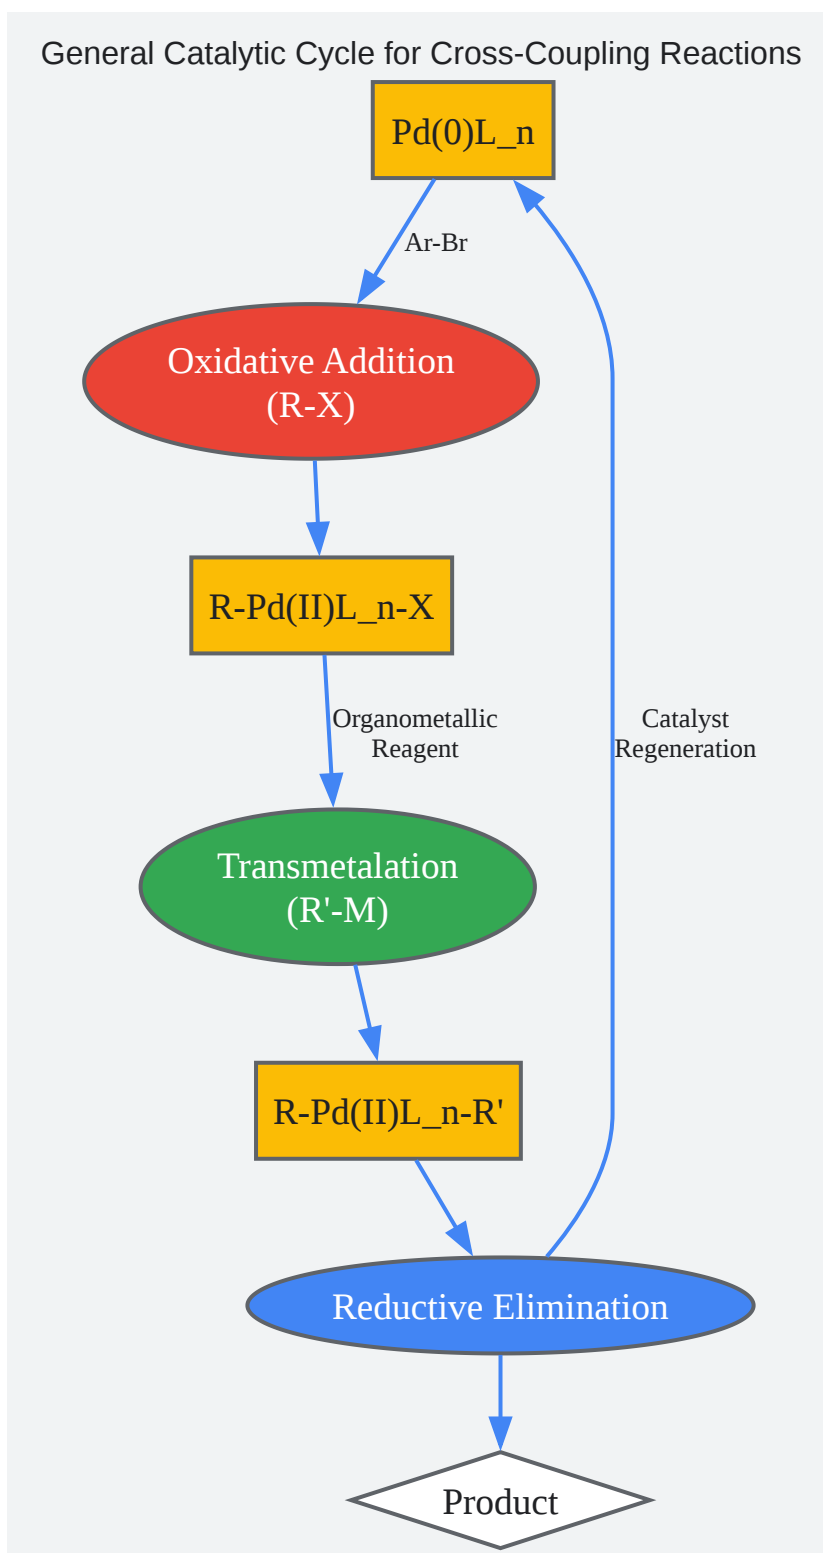 General Catalytic Cycle for Cross-Coupling Reactions
Pd(0)L_n
Ar-Br
Oxidative Addition
(R-X)
R-Pd(II)L_n-X
Organometallic
Reagent
Catalyst
Regeneration
Transmetalation
(R'-M)
R-Pd(II)L_n-R'
Reductive Elimination
Product